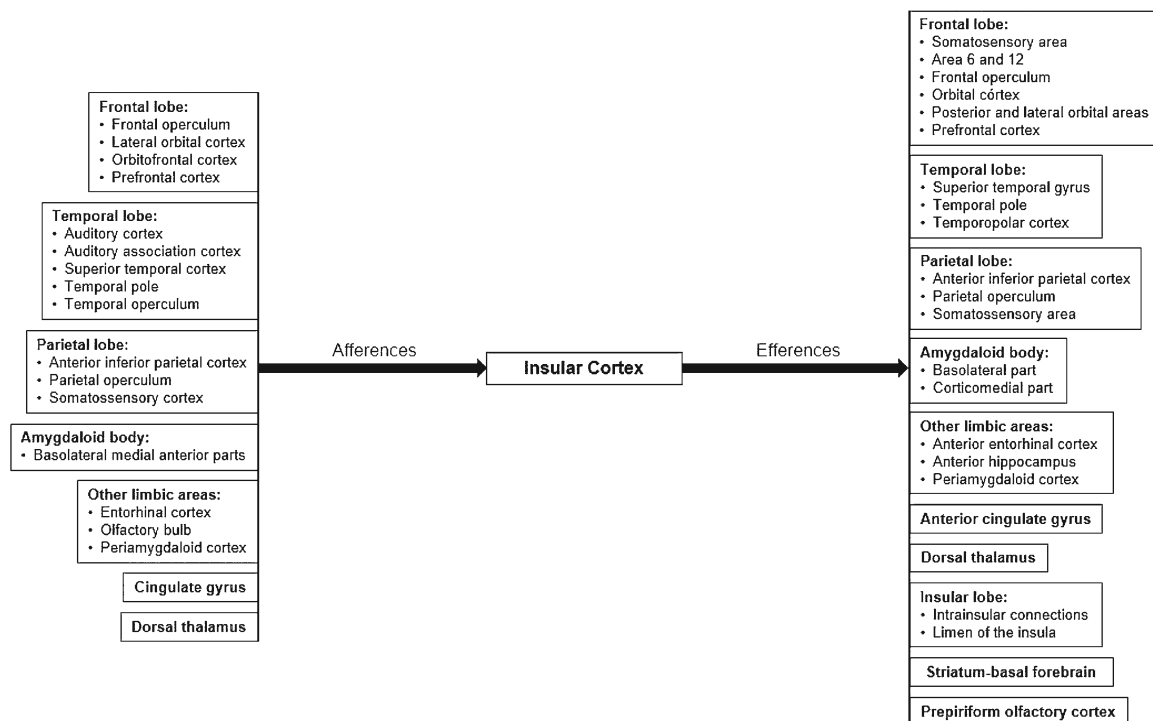 Frontal lobe:
• Frontal operculum
• Lateral orbital cortex
• Orbitofrontal cortex
• Prefrontal cortex
Temporal lobe:
• Auditory cortex
• Auditory association cortex
• Superior temporal cortex
• Temporal pole
• Temporal operculum
Parietal lobe:
• Anterior inferior parietal cortex
• Parietal operculum
• Somatossensory cortex
Amygdaloid body:
• Basolateral medial anterior parts
Other limbic areas:
• Entorhinal cortex
• Olfactory bulb
• Periamygdaloid cortex
Cingulate gyrus
Dorsal thalamus
Afferences
Insular Cortex
Efferences
Frontal lobe:
• Somatosensory area
• Area 6 and 12
• Frontal operculum
• Orbital córtex
• Posterior and lateral orbital areas
• Prefrontal cortex
Temporal lobe:
• Superior temporal gyrus
• Temporal pole
• Temporopolar cortex
Parietal lobe:
• Anterior inferior parietal cortex
• Parietal operculum
• Somatossensory area
Amygdaloid body:
• Basolateral part
• Corticomedial part
Other limbic areas:
• Anterior entorhinal cortex
• Anterior hippocampus
• Periamygdaloid cortex
Anterior cingulate gyrus
Dorsal thalamus
Insular lobe:
• Intrainsular connections
• Limen of the insula
Striatum-basal forebrain
Prepiriform olfactory cortex